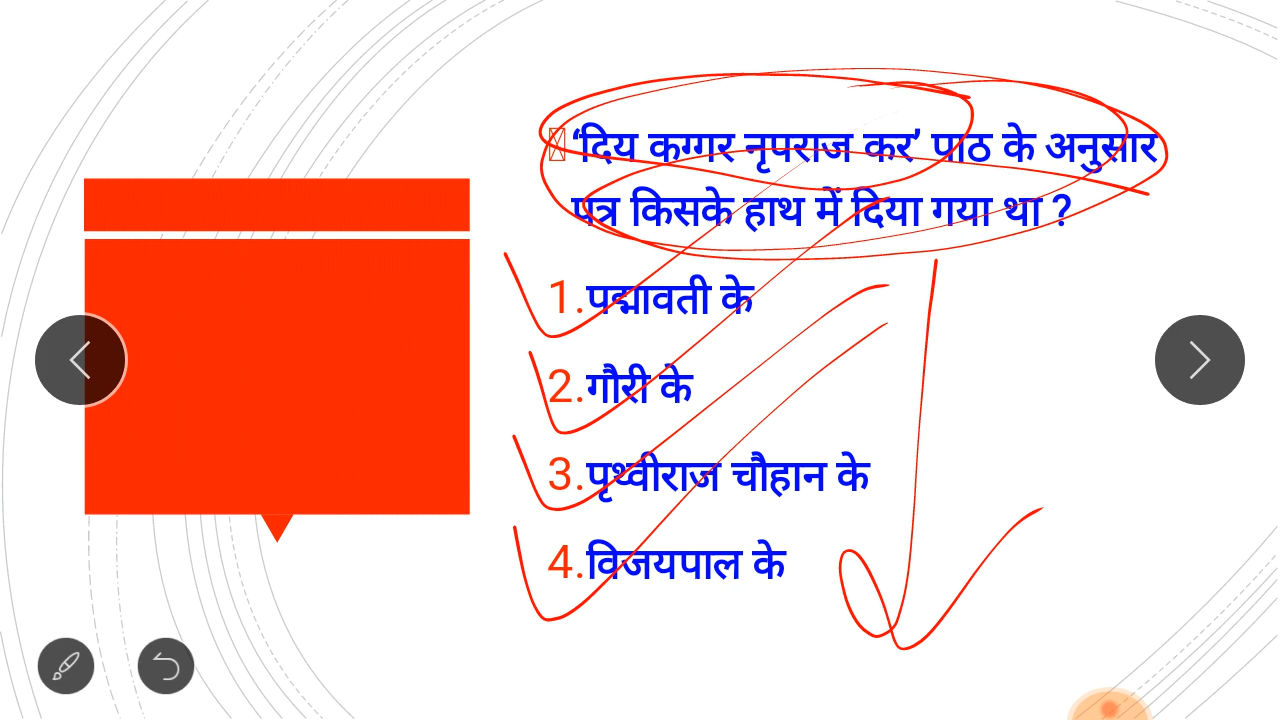 ‘दिय कग्गर नृपराज कर’ पाठ के अनुसार
पत्र किसके हाथ में दिया गया था ?
1.पद्मावती के
2.गौरी के
3.पृथ्वीराज चौहान के
4.विजयपाल के